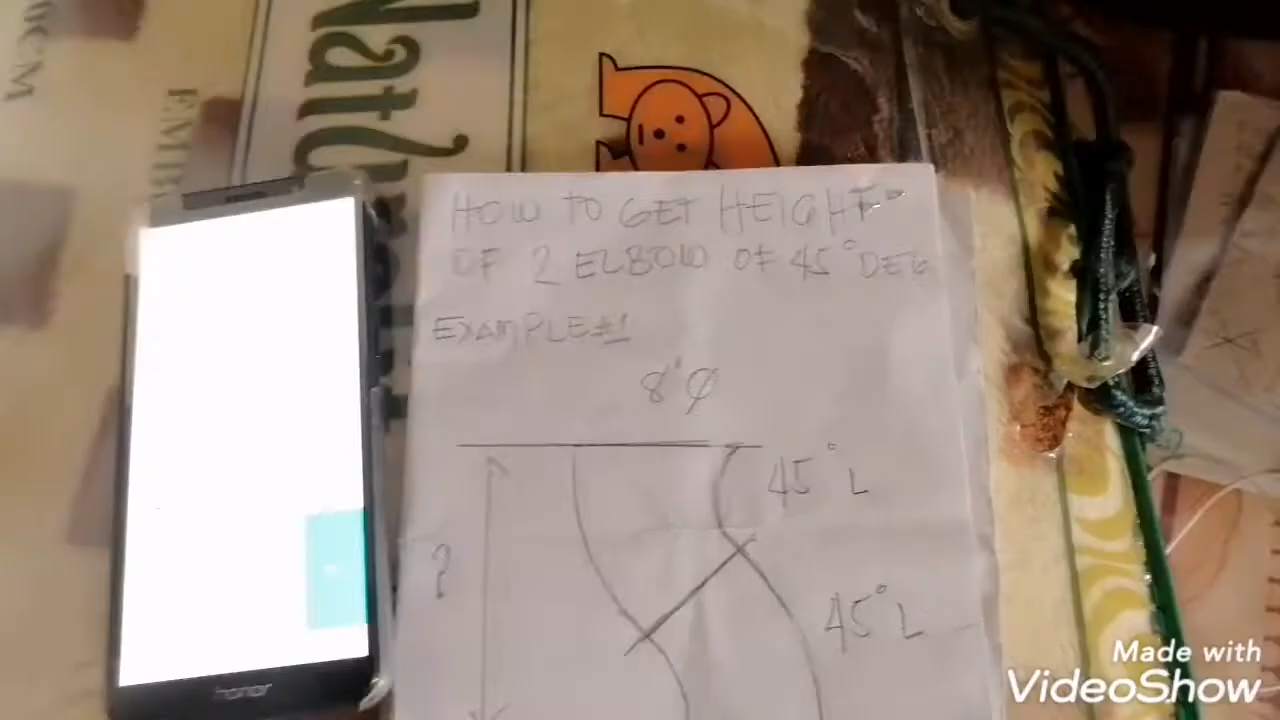 HOW TO GET HEIGHT
OF 2 ELBOW OF 45° DEG
EXAMPLE #1
8"Ø
45°L
?
45°L
honor
Made with
VideoShow